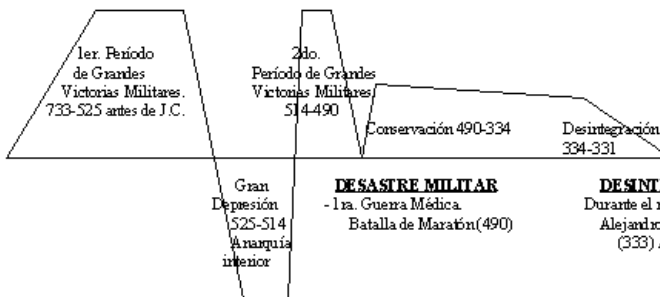 1er. Período
de Grandes
Victorias Militares.
733-525 antes de J.C.
2do.
Período de Grandes
Victorias Militares
514-490
Conservación 490-334
Desintegración
334-331
Gran
Depresión
525-514
Anarquía
interior
DESASTRE MILITAR
- 1ra. Guerra Médica
Batalla de Maratón (490)
Durante el
Alejandro
(333)